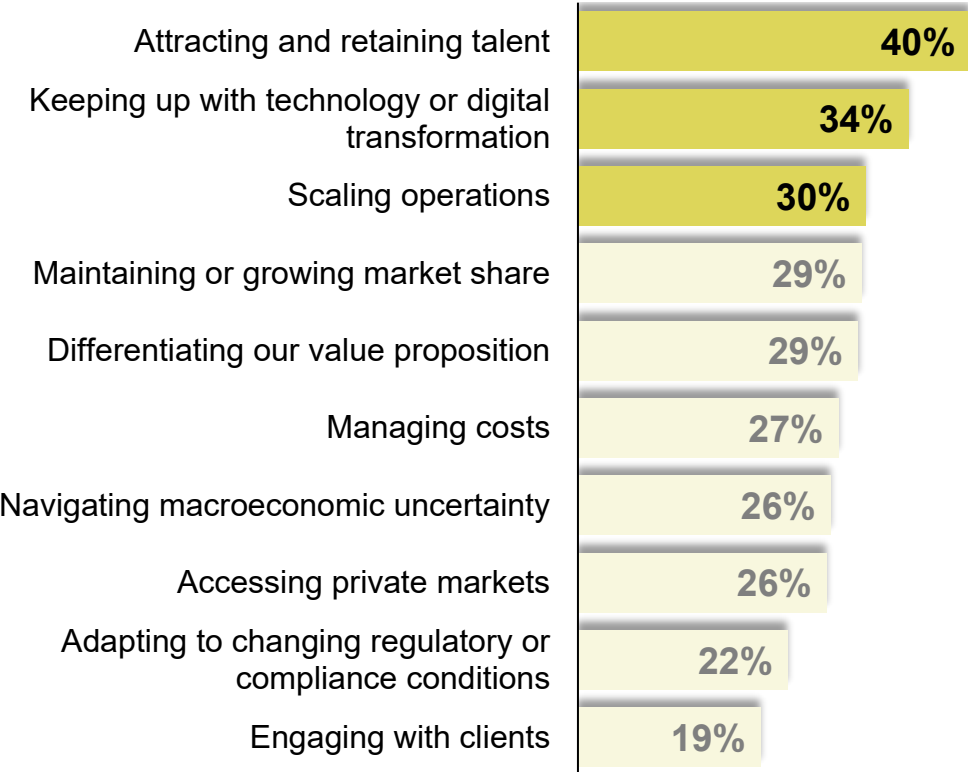 Attracting and retaining talent
40%
Keeping up with technology or digital
transformation
34%
Scaling operations
30%
Maintaining or growing market share
29%
Differentiating our value proposition
29%
Managing costs
27%
Navigating macroeconomic uncertainty
26%
Accessing private markets
26%
Adapting to changing regulatory or
compliance conditions
22%
Engaging with clients
19%